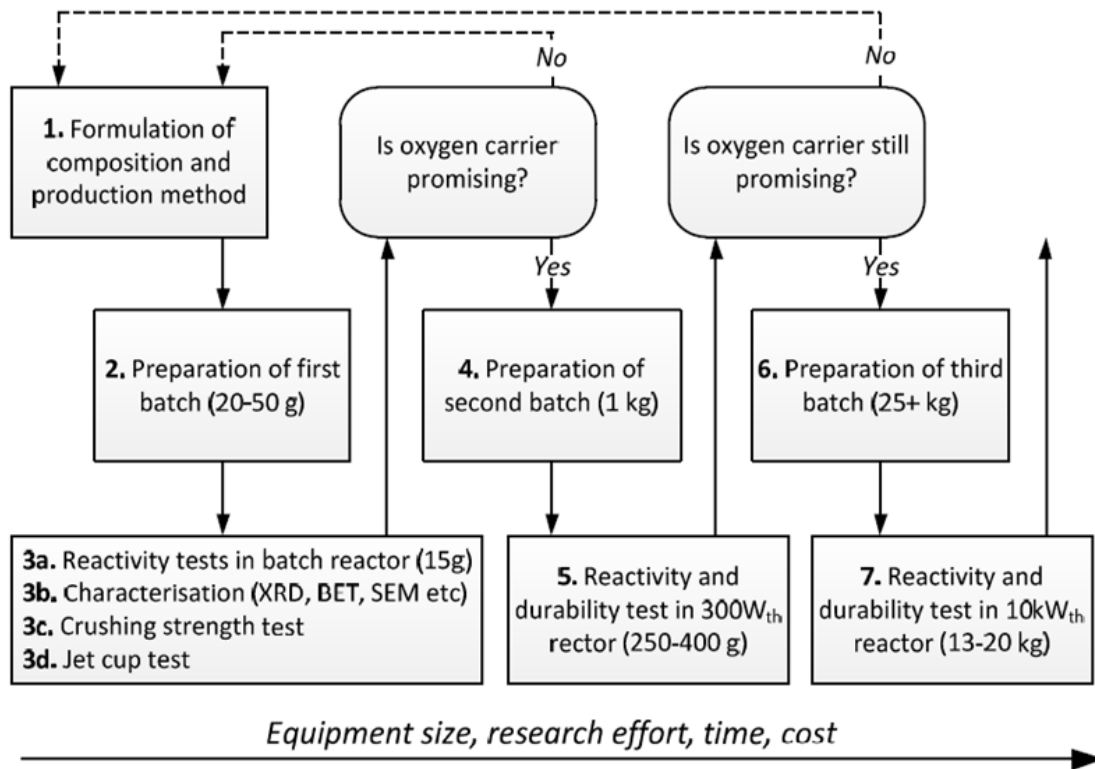 No
No
1. Formulation of
composition and
production method
Is oxygen carrier
promising?
Is oxygen carrier still
promising?
Yes
Yes
2. Preparation of first
batch (20-50 g)
4. Preparation of
second batch (1 kg)
6. Preparation of third
batch (25+ kg)
3a. Reactivity tests in batch reactor (15g)
3b. Characterisation (XRD, BET, SEM etc)
3c. Crushing strength test
3d. Jet cup test
5. Reactivity and
durability test in 300Wth
rector (250-400 g)
7. Reactivity and
durability test in 10kWth
reactor (13-20 kg)
Equipment size, research effort, time, cost